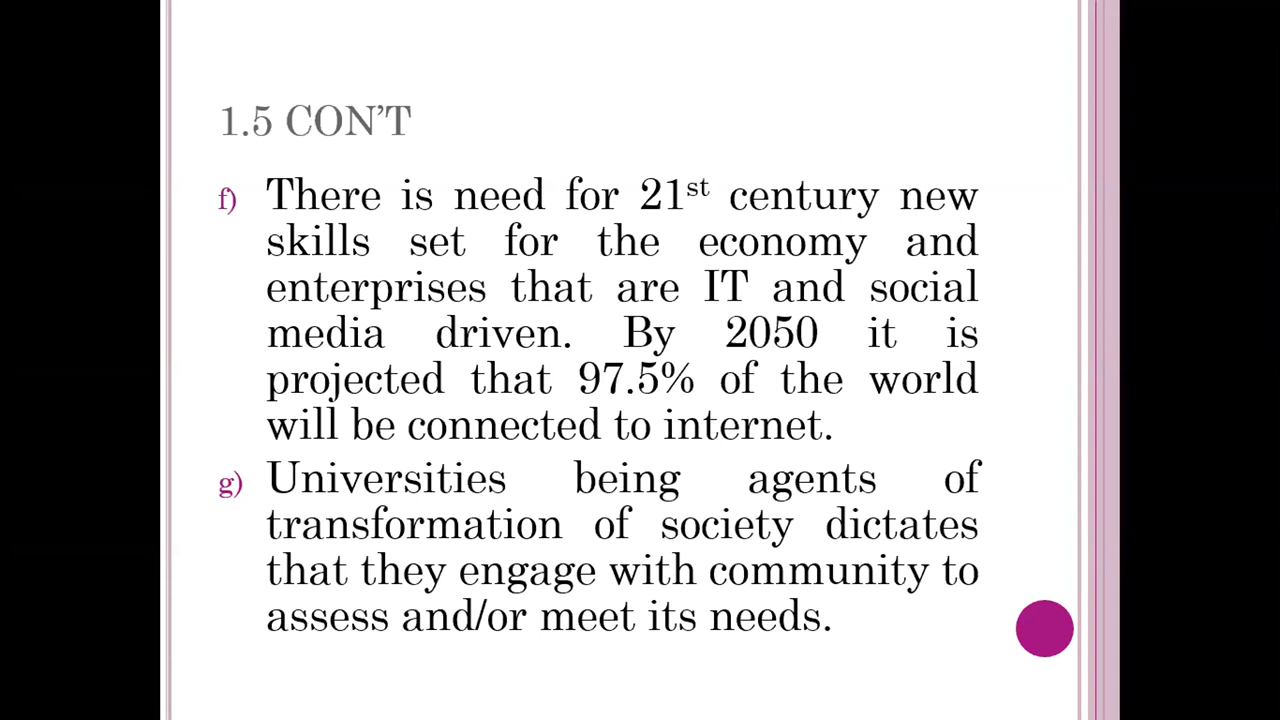 1.5 CON’T
f) There is need for 21st century new
skills set for the economy and
enterprises that are IT and social
media driven. By 2050 it is
projected that 97.5% of the world
will be connected to internet.
g) Universities being agents of
transformation of society dictates
that they engage with community to
assess and/or meet its needs.